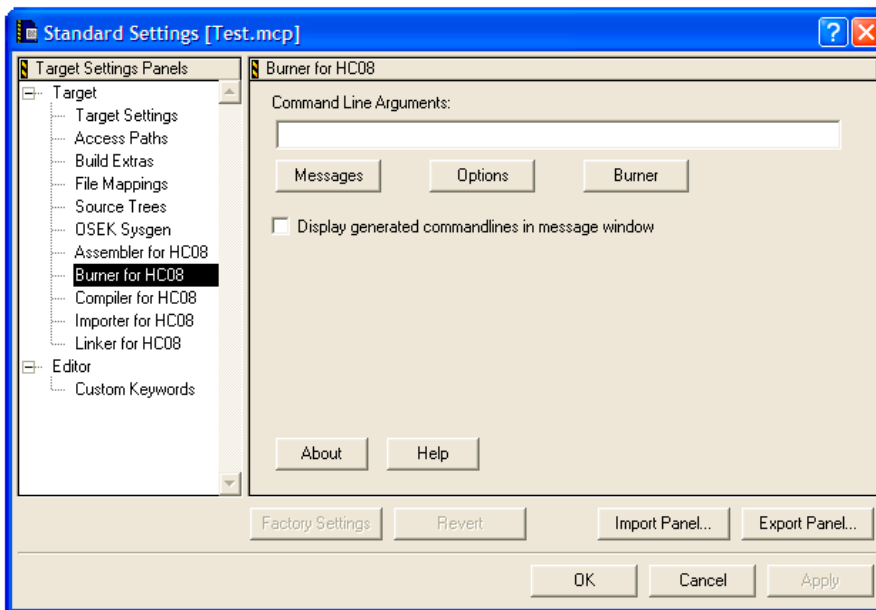 Standard Settings [Test.mcp]
Target Settings Panels
Target
Target Settings
Access Paths
Build Extras
File Mappings
Source Trees
OSEK Sysgen
Assembler for HC08
Burner for HC08
Compiler for HC08
Importer for HC08
Linker for HC08
Editor
Custom Keywords
Burner for HC08
Command Line Arguments:
Messages Options Burner
Display generated commandlines in message window
About Help
Factory Settings Revert Import Panel... Export Panel...
OK Cancel Apply